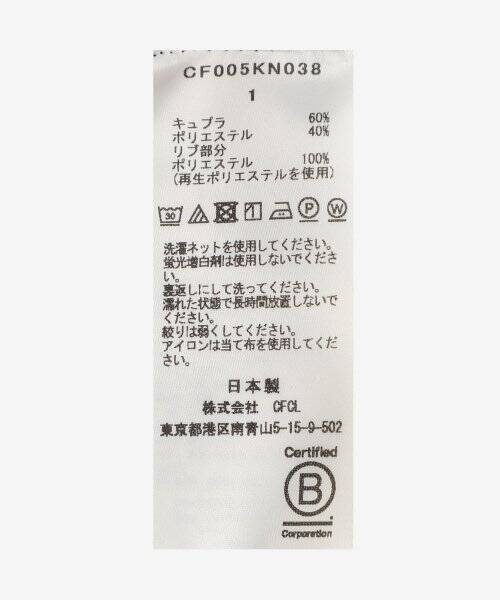 CF005KN038
1
キュプラ 60%
ポリエステル 40%
リブ部分
ポリエステル 100%
(再生ポリエステルを使用)
30 P W
洗濯ネットを使用してください。
蛍光増白剤は使用しないでくださ
い。
裏返しにして洗ってください。
濡れた状態で長時間放置しないで
ください。
絞りは弱くしてください。
アイロンは当て布を使用してくだ
さい。
日本製
株式会社 CFCL
東京都港区南青山5-15-9-502
Certified
B
Corporation